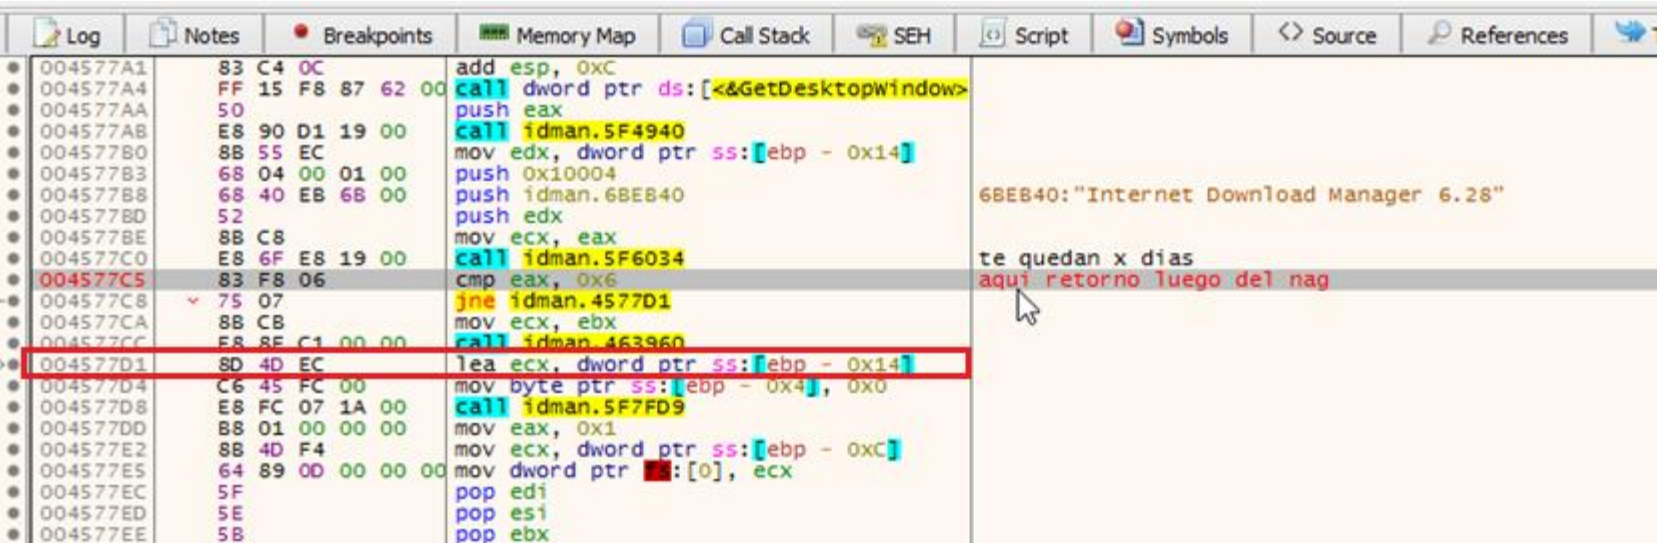 Log Notes Breakpoints Memory Map Call Stack SEH Script Symbols <> Source References
004577A1 83 C4 0C add esp, 0xC
004577A4 FF 15 F8 87 62 00 call dword ptr ds:[<&GetDesktopWindow>
004577AA 50 push eax
004577AB E8 90 D1 19 00 call idman.5F4940
004577B0 8B 55 EC mov edx, dword ptr ss:[ebp - 0x14]
004577B3 68 04 00 01 00 push 0x10004
004577B8 68 40 EB 6B 00 push idman.6BEB40 6BEB40:"Internet Download Manager 6.28"
004577BD 52 push edx
004577BE 8B C8 mov ecx, eax
004577C0 E8 6F E8 19 00 call idman.5F6034 te quedan x dias
004577C5 83 F8 06 cmp eax, 0x6 aqui retorno luego del nag
004577C8 75 07 jne idman.4577D1
004577CA 8B CB mov ecx, ebx
004577CC E8 8F C1 00 00 call idman.463960
004577D1 8D 4D EC lea ecx, dword ptr ss:[ebp - 0x14]
004577D4 C6 45 FC 00 mov byte ptr ss:[ebp - 0x4], 0x0
004577D8 E8 FC 07 1A 00 call idman.5F7FD9
004577DD B8 01 00 00 00 mov eax, 0x1
004577E2 8B 4D F4 mov ecx, dword ptr ss:[ebp - 0xC]
004577E5 64 89 0D 00 00 00 mov dword ptr fs:[0], ecx
004577EC 5F pop edi
004577ED 5E pop esi
004577EE 5B pop ebx